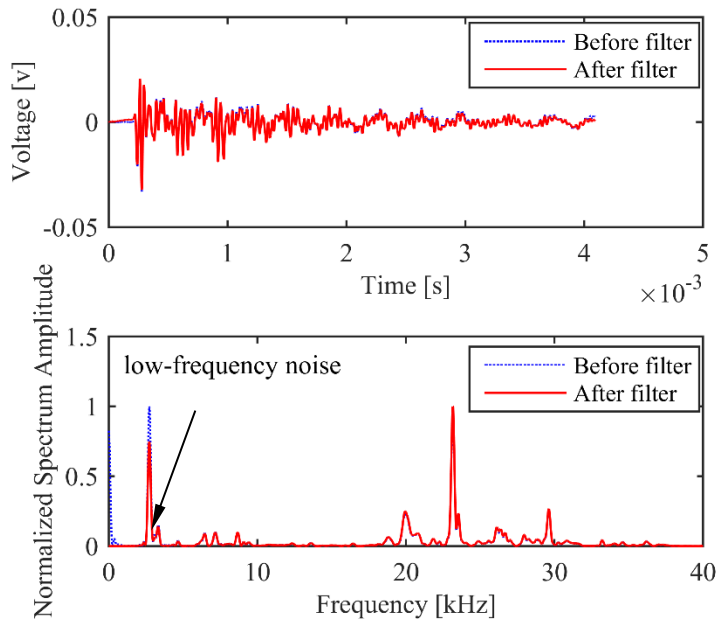 0.05
0
-0.05
Voltage [v]
Before filter
After filter
0 1 2 3 4 5
Time [s]
×10⁻³
Normalized Spectrum Amplitude
1.5
1
0.5
0
low-frequency noise
Before filter
After filter
0 10 20 30 40
Frequency [kHz]